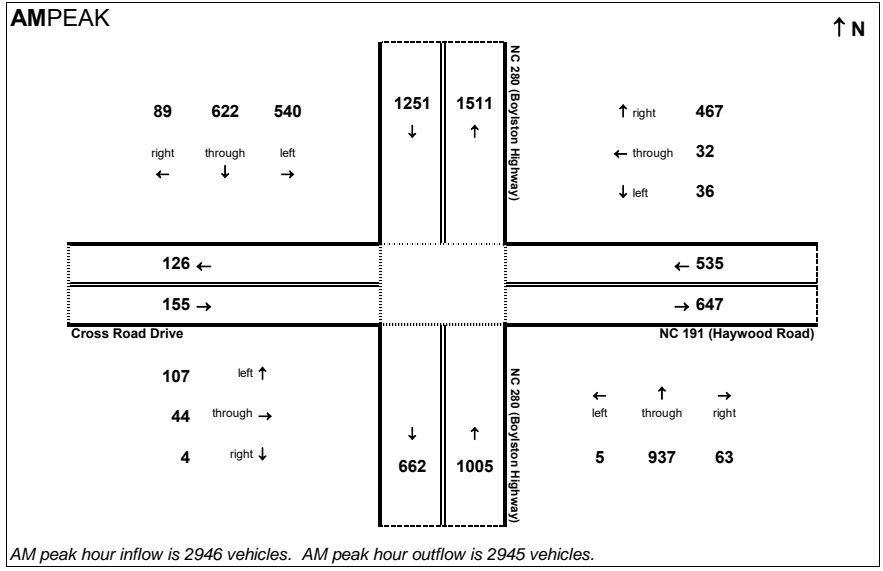 AM PEAK
↑ N
NC 280 (Boylston Highway)
1251 1511
↓ ↑
89 622 540
right through left
← ↓ →
↑ right 467
← through 32
↓ left 36
126 ←
← 535
155 →
→ 647
Cross Road Drive
NC 191 (Haywood Road)
107 left ↑
44 through →
4 right ↓
NC 280 (Boylston Highway)
↓ ↑
662 1005
← ↑ →
left through right
5 937 63
AM peak hour inflow is 2946 vehicles. AM peak hour outflow is 2945 vehicles.